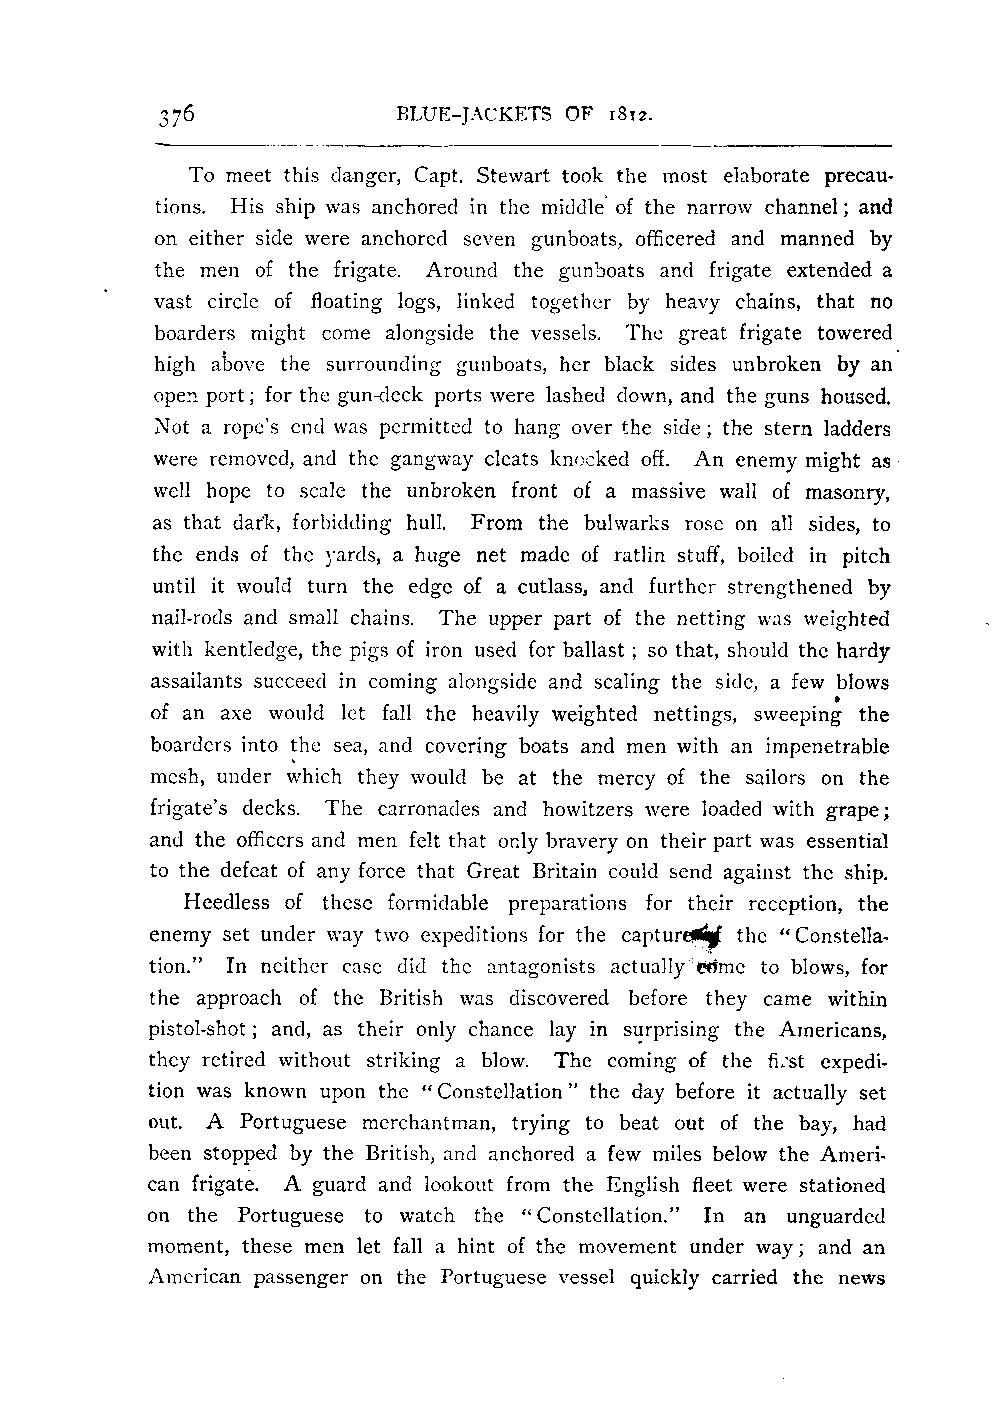 376 BLUE-JACKETS OF 1812.
To meet this danger, Capt. Stewart took the most elaborate precau-
tions. His ship was anchored in the middle of the narrow channel; and
on either side were anchored seven gunboats, officered and manned by
the men of the frigate. Around the gunboats and frigate extended a
vast circle of floating logs, linked together by heavy chains, that no
boarders might come alongside the vessels. The great frigate towered
high above the surrounding gunboats, her black sides unbroken by an
open port; for the gun-deck ports were lashed down, and the guns housed.
Not a rope's end was permitted to hang over the side; the stern ladders
were removed, and the gangway cleats knocked off. An enemy might as
well hope to scale the unbroken front of a massive wall of masonry,
as that dark, forbidding hull. From the bulwarks rose on all sides, to
the ends of the yards, a huge net made of ratlin stuff, boiled in pitch
until it would turn the edge of a cutlass, and further strengthened by
nail-rods and small chains. The upper part of the netting was weighted
with kentledge, the pigs of iron used for ballast; so that, should the hardy
assailants succeed in coming alongside and scaling the side, a few blows
of an axe would let fall the heavily weighted nettings, sweeping the
boarders into the sea, and covering boats and men with an impenetrable
mesh, under which they would be at the mercy of the sailors on the
frigate's decks. The carronades and howitzers were loaded with grape;
and the officers and men felt that only bravery on their part was essential
to the defeat of any force that Great Britain could send against the ship.
Heedless of these formidable preparations for their reception, the
enemy set under way two expeditions for the capture of the "Constella-
tion." In neither case did the antagonists actually come to blows, for
the approach of the British was discovered before they came within
pistol-shot; and, as their only chance lay in surprising the Americans,
they retired without striking a blow. The coming of the first expedi-
tion was known upon the "Constellation" the day before it actually set
out. A Portuguese merchantman, trying to beat out of the bay, had
been stopped by the British, and anchored a few miles below the Ameri-
can frigate. A guard and lookout from the English fleet were stationed
on the Portuguese to watch the "Constellation." In an unguarded
moment, these men let fall a hint of the movement under way; and an
American passenger on the Portuguese vessel quickly carried the news